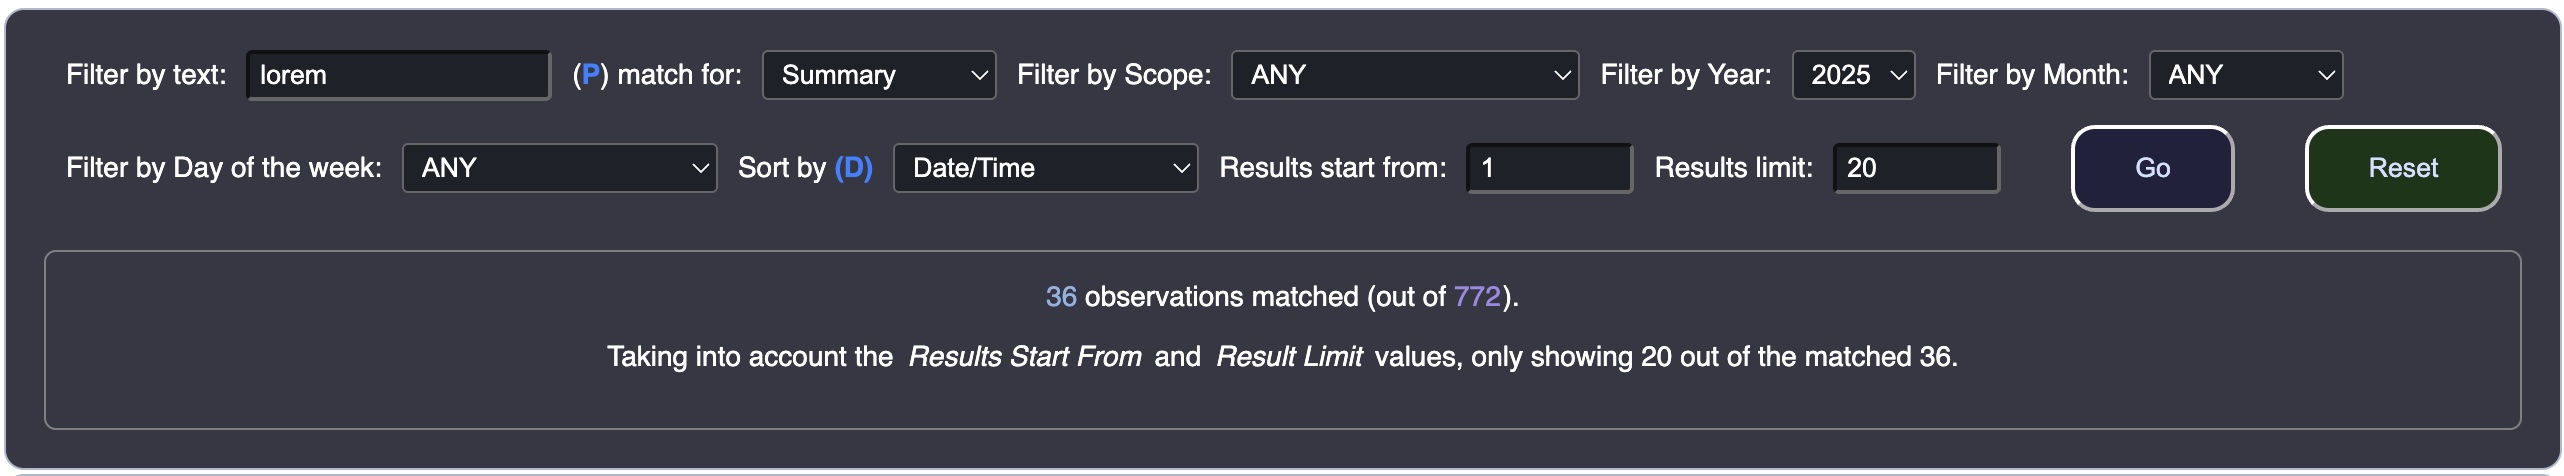 Filter by text: lorem (P) match for: Summary Filter by Scope: ANY Filter by Year: 2025 Filter by Month: ANY
Filter by Day of the week: ANY Sort by (D) Date/Time Results start from: 1 Results limit: 20 Go Reset
36 observations matched (out of 772).
Taking into account the Results Start From and Result Limit values, only showing 20 out of the matched 36.